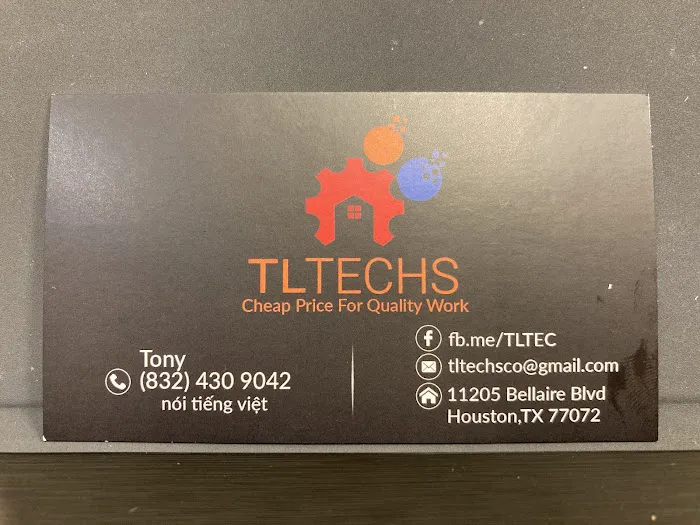 TLTECHS
Cheap Price For Quality Work
Tony
(832) 430 9042
nói tiếng việt
fb.me/TLTEC
tltechsco@gmail.com
11205 Bellaire Blvd
Houston,TX 77072